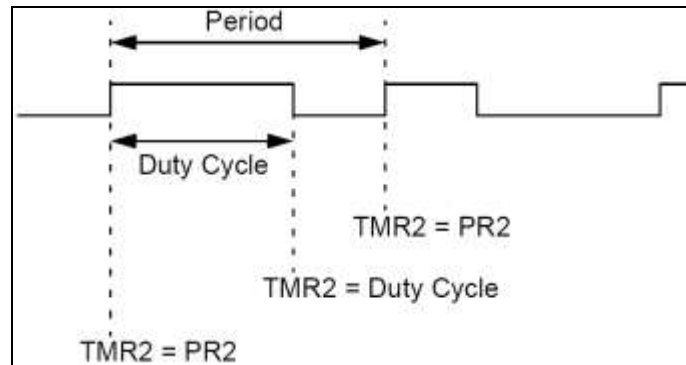 Period
Duty Cycle
TMR2 = PR2
TMR2 = Duty Cycle
TMR2 = PR2